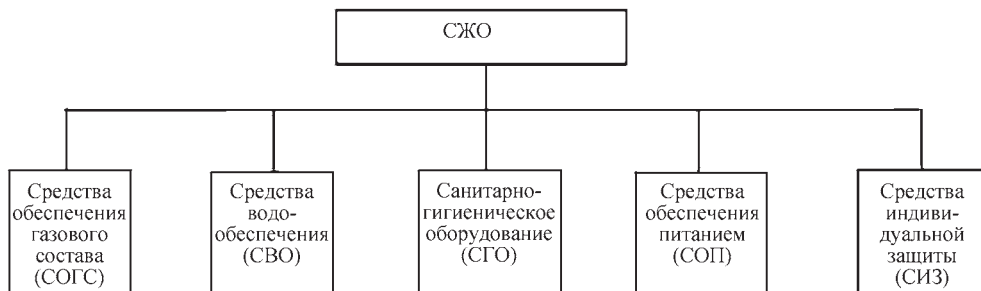 СЖО
Средства
обеспечения
газового
состава
(СОГС)
Средства
водо-
обеспечения
(СВО)
Санитарно-
гигиеническое
оборудование
(СГО)
Средства
обеспечения
питанием
(СОП)
Средства
индиви-
дуальной
защиты
(СИЗ)